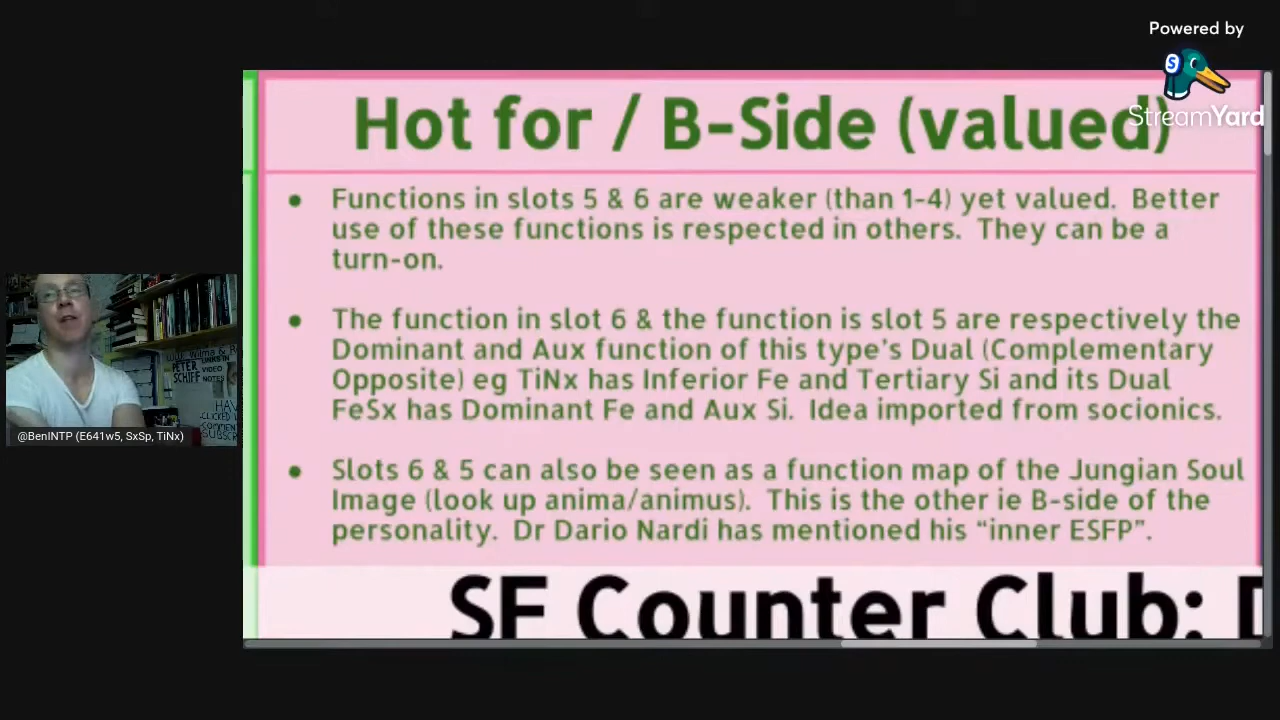 Powered by
S
StreamYard
Hot for / B-Side (valued)
● Functions in slots 5 & 6 are weaker (than 1-4) yet valued. Better
use of these functions is respected in others. They can be a
turn-on.
● The function in slot 6 & the function is slot 5 are respectively the
Dominant and Aux function of this type's Dual (Complementary
Opposite) eg TiNx has Inferior Fe and Tertiary Si and its Dual
FeSx has Dominant Fe and Aux Si. Idea imported from socionics.
● Slots 6 & 5 can also be seen as a function map of the Jungian Soul
Image (look up anima/animus). This is the other ie B-side of the
personality. Dr Dario Nardi has mentioned his "inner ESFP".
SF Counter Club:
PETER
SCHIFF
VIDEO
NOTES
@BenINTP (E641w5, SxSp, TiNx)